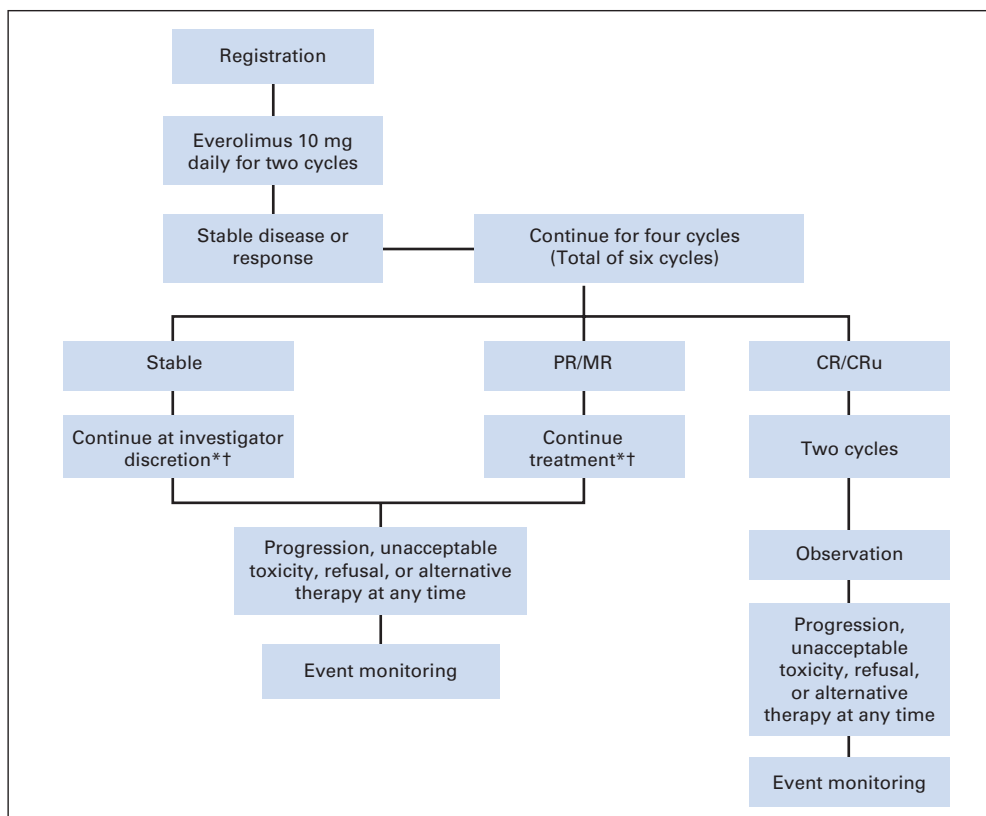 Registration
Everolimus 10 mg
daily for two cycles
Stable disease or
response
Continue for four cycles
(Total of six cycles)
Stable
PR/MR
CR/CRu
Continue at investigator
discretion*†
Continue
treatment*†
Two cycles
Progression, unacceptable
toxicity, refusal, or alternative
therapy at any time
Observation
Event monitoring
Progression,
unacceptable
toxicity, refusal,
or alternative
therapy at any time
Event monitoring